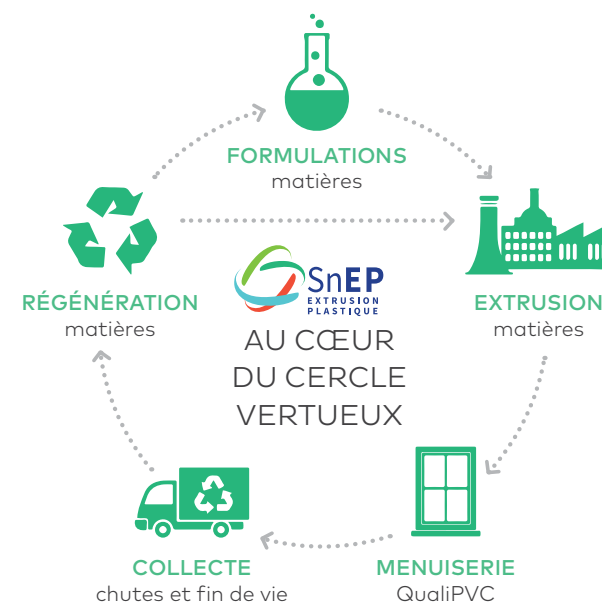 FORMULATIONS
matières
RÉGÉNÉRATION
matières
EXTRUSION
matières
SnEP
EXTRUSION
PLASTIQUE
AU CŒUR
DU CERCLE
VERTUEUX
COLLECTE
chutes et fin de vie
MENUISERIE
QualiPVC